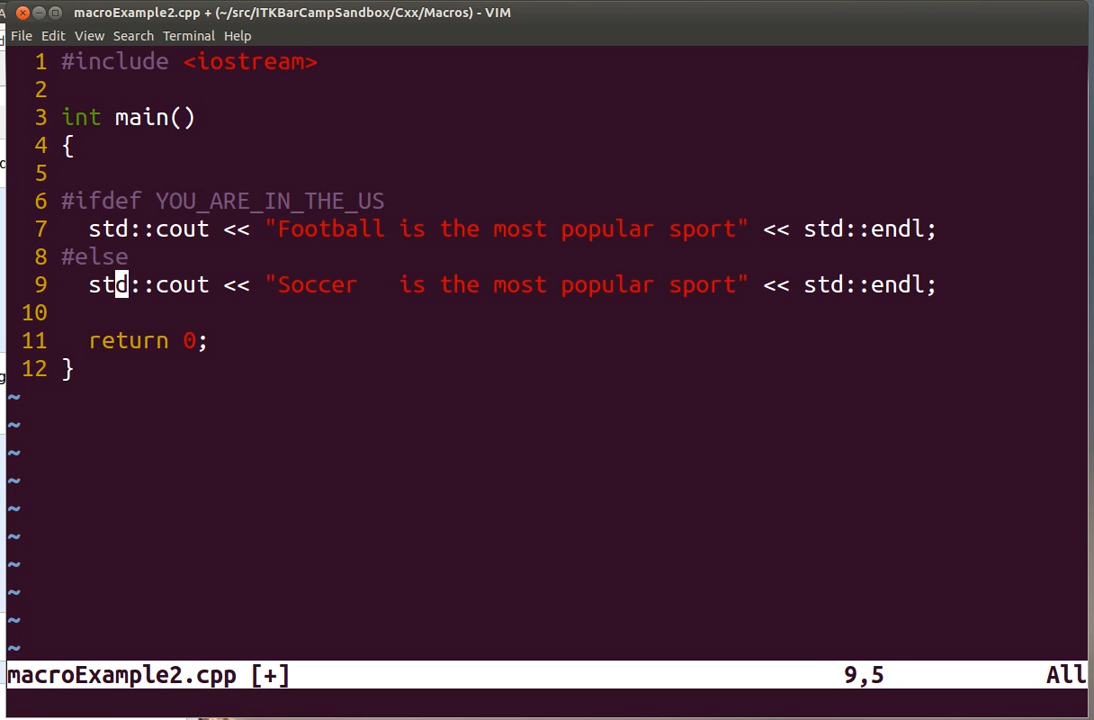 macroExample2.cpp + (~/src/ITKBarCampSandbox/Cxx/Macros) - VIM
File Edit View Search Terminal Help
1 #include <iostream>
2
3 int main()
4 {
5
6 #ifdef YOU_ARE_IN_THE_US
7   std::cout << "Football is the most popular sport" << std::endl;
8 #else
9   std::cout << "Soccer   is the most popular sport" << std::endl;
10
11   return 0;
12 }
~
~
~
~
~
~
~
~
~
~
macroExample2.cpp [+] 9,5 All